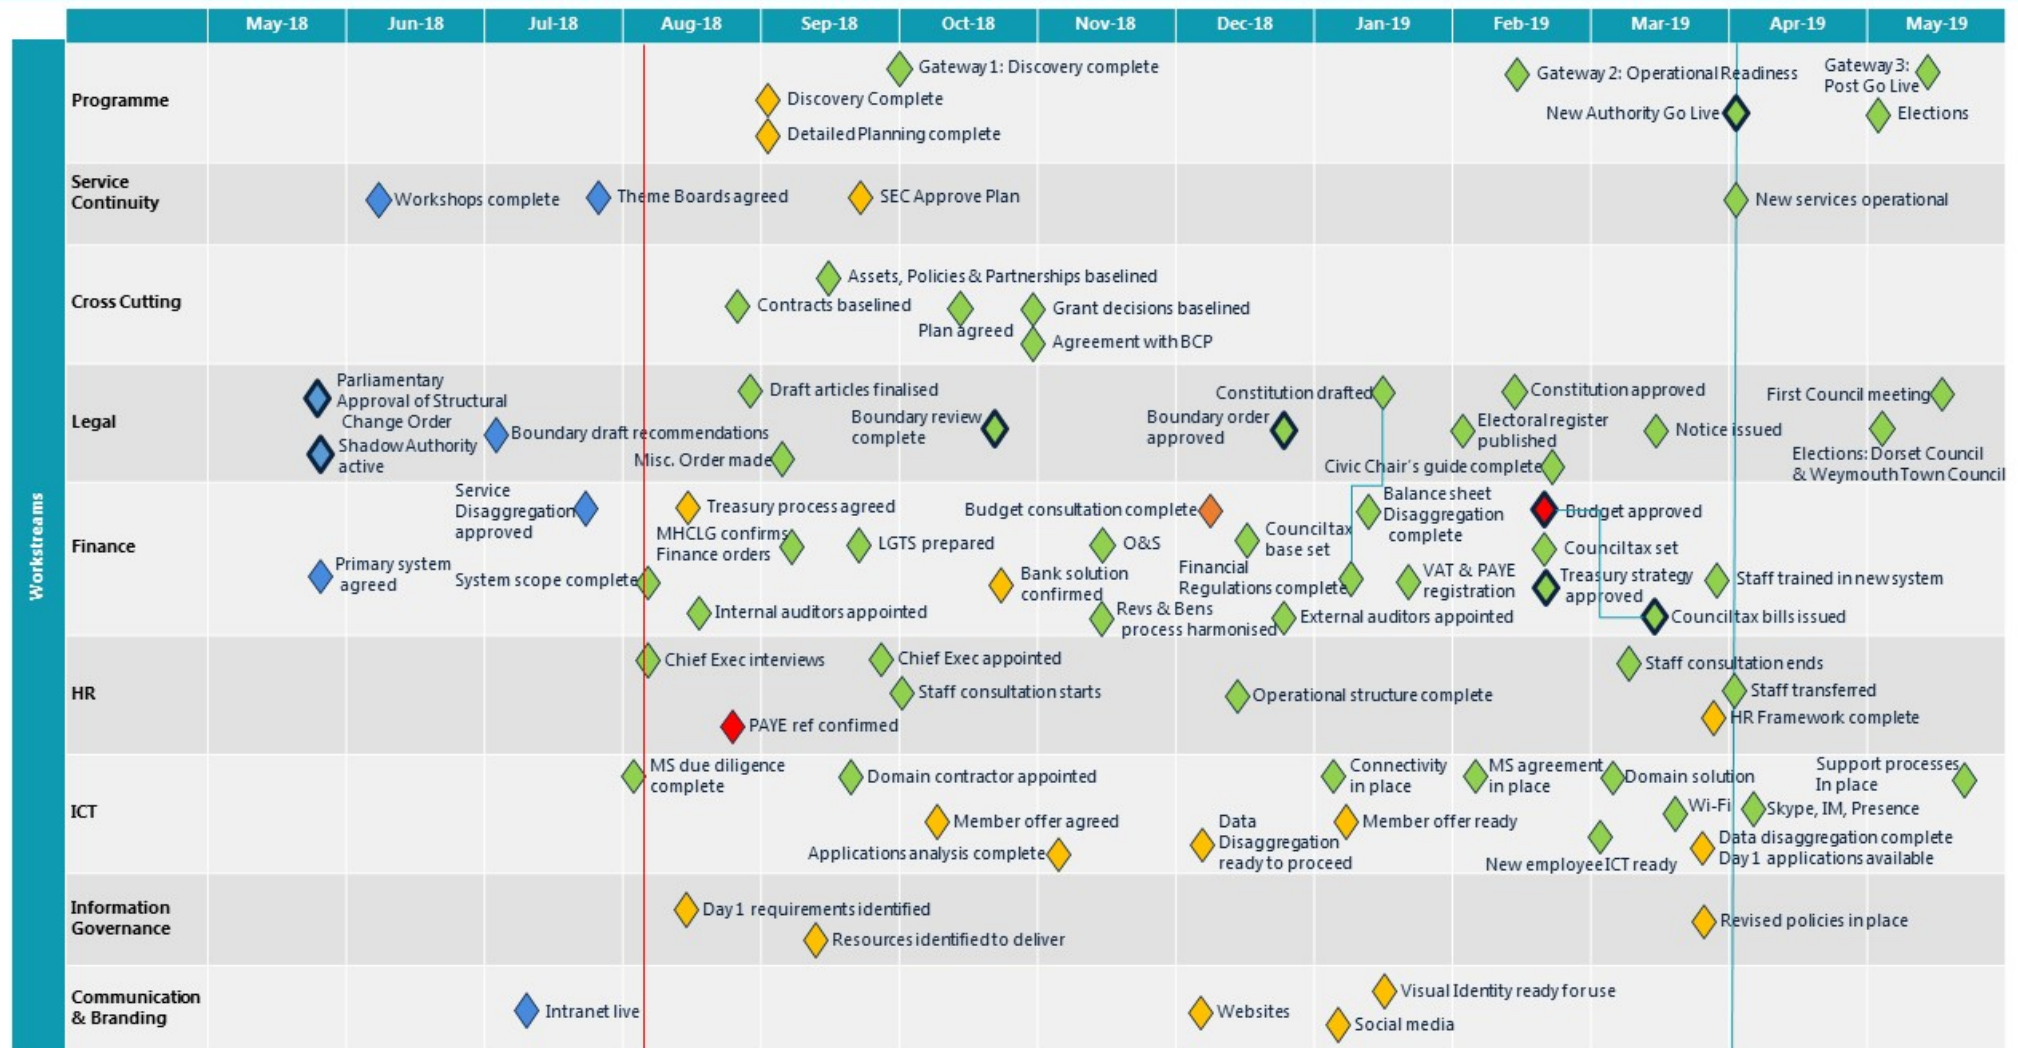 May-18
Jun-18
Jul-18
Aug-18
Sep-18
Oct-18
Nov-18
Dec-18
Jan-19
Feb-19
Mar-19
Apr-19
May-19
Workstreams
Programme
Gateway 1: Discovery complete
Discovery Complete
Detailed Planning complete
Gateway 2: Operational Readiness
New Authority Go Live
Gateway 3:
Post Go Live
Elections
Service
Continuity
Workshops complete
Theme Boards agreed
SEC Approve Plan
New services operational
Cross Cutting
Assets, Policies & Partnerships baselined
Contracts baselined
Plan agreed
Grant decisions baselined
Agreement with BCP
Legal
Parliamentary
Approval of Structural
Change Order
Shadow Authority
active
Boundary draft recommendations
Draft articles finalised
Misc. Order made
Boundary review
complete
Boundary order
approved
Constitution drafted
Constitution approved
Electoral register
published
Civic Chair's guide complete
Notice issued
First Council meeting
Elections: Dorset Council
& Weymouth Town Council
Finance
Service
Disaggregation
approved
Primary system
agreed
System scope complete
Treasury process agreed
MHCLG confirms
Finance orders
LGTS prepared
Internal auditors appointed
Budget consultation complete
Bank solution
confirmed
O&S
Revs & Bens
process harmonised
Council tax
base set
Financial
Regulations complete
External auditors appointed
Balance sheet
Disaggregation
complete
VAT & PAYE
registration
Budget approved
Council tax set
Treasury strategy
approved
Council tax bills issued
Staff trained in new system
HR
Chief Exec interviews
Chief Exec appointed
Staff consultation starts
PAYE ref confirmed
Operational structure complete
Staff consultation ends
Staff transferred
HR Framework complete
ICT
MS due diligence
complete
Domain contractor appointed
Member offer agreed
Applications analysis complete
Data
Disaggregation
ready to proceed
Connectivity
in place
Member offer ready
MS agreement
in place
Domain solution
Wi-Fi
New employee ICT ready
Support processes
In place
Skype, IM, Presence
Data disaggregation complete
Day 1 applications available
Information
Governance
Day 1 requirements identified
Resources identified to deliver
Revised policies in place
Communication
& Branding
Intranet live
Websites
Visual Identity ready for use
Social media